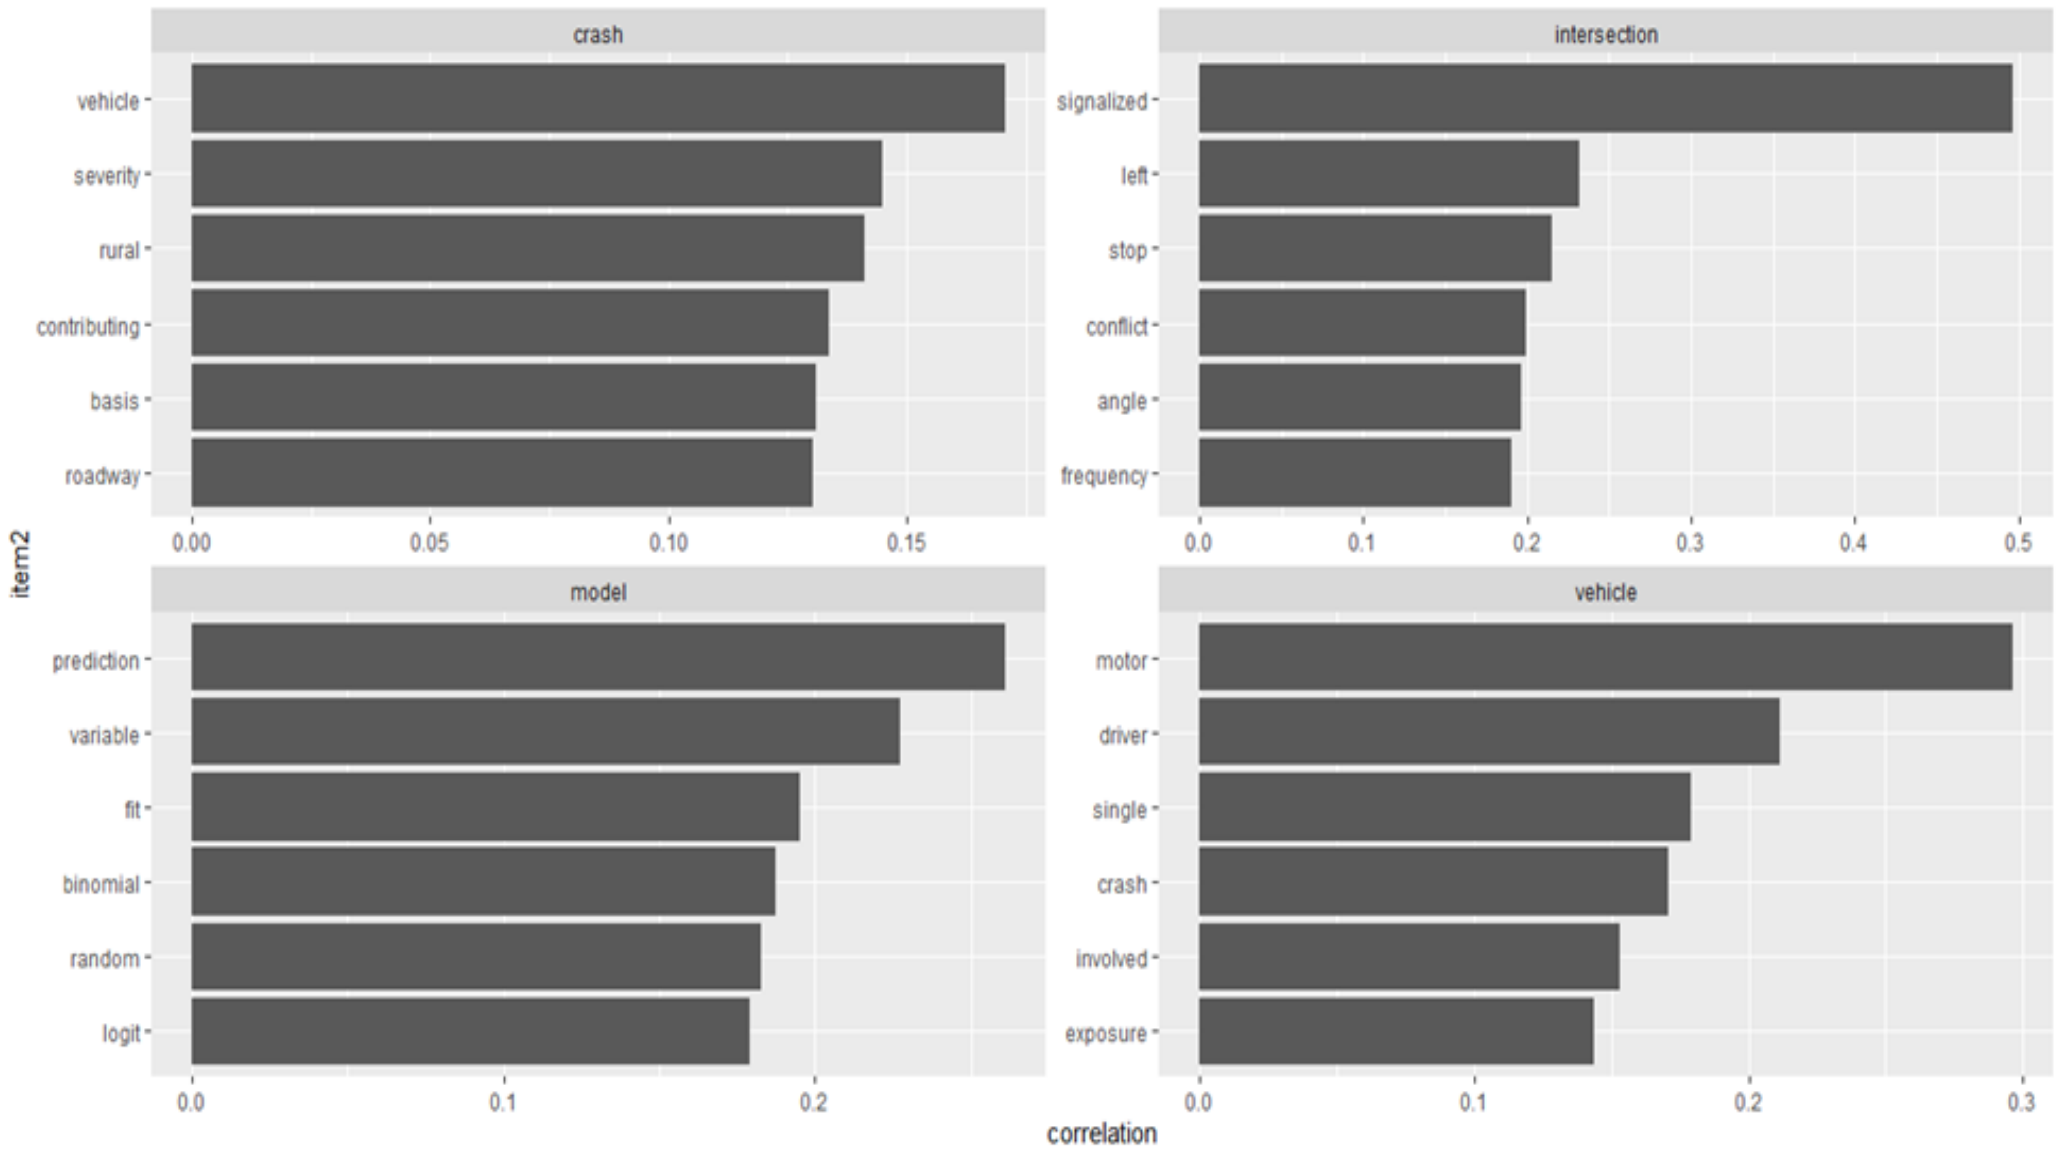 crash
vehicle
severity
rural
contributing
basis
roadway
0.00 0.05 0.10 0.15
intersection
signalized
left
stop
conflict
angle
frequency
0.0 0.1 0.2 0.3 0.4 0.5
item2
model
prediction
variable
fit
binomial
random
logit
0.0 0.1 0.2
vehicle
motor
driver
single
crash
involved
exposure
0.0 0.1 0.2 0.3
correlation